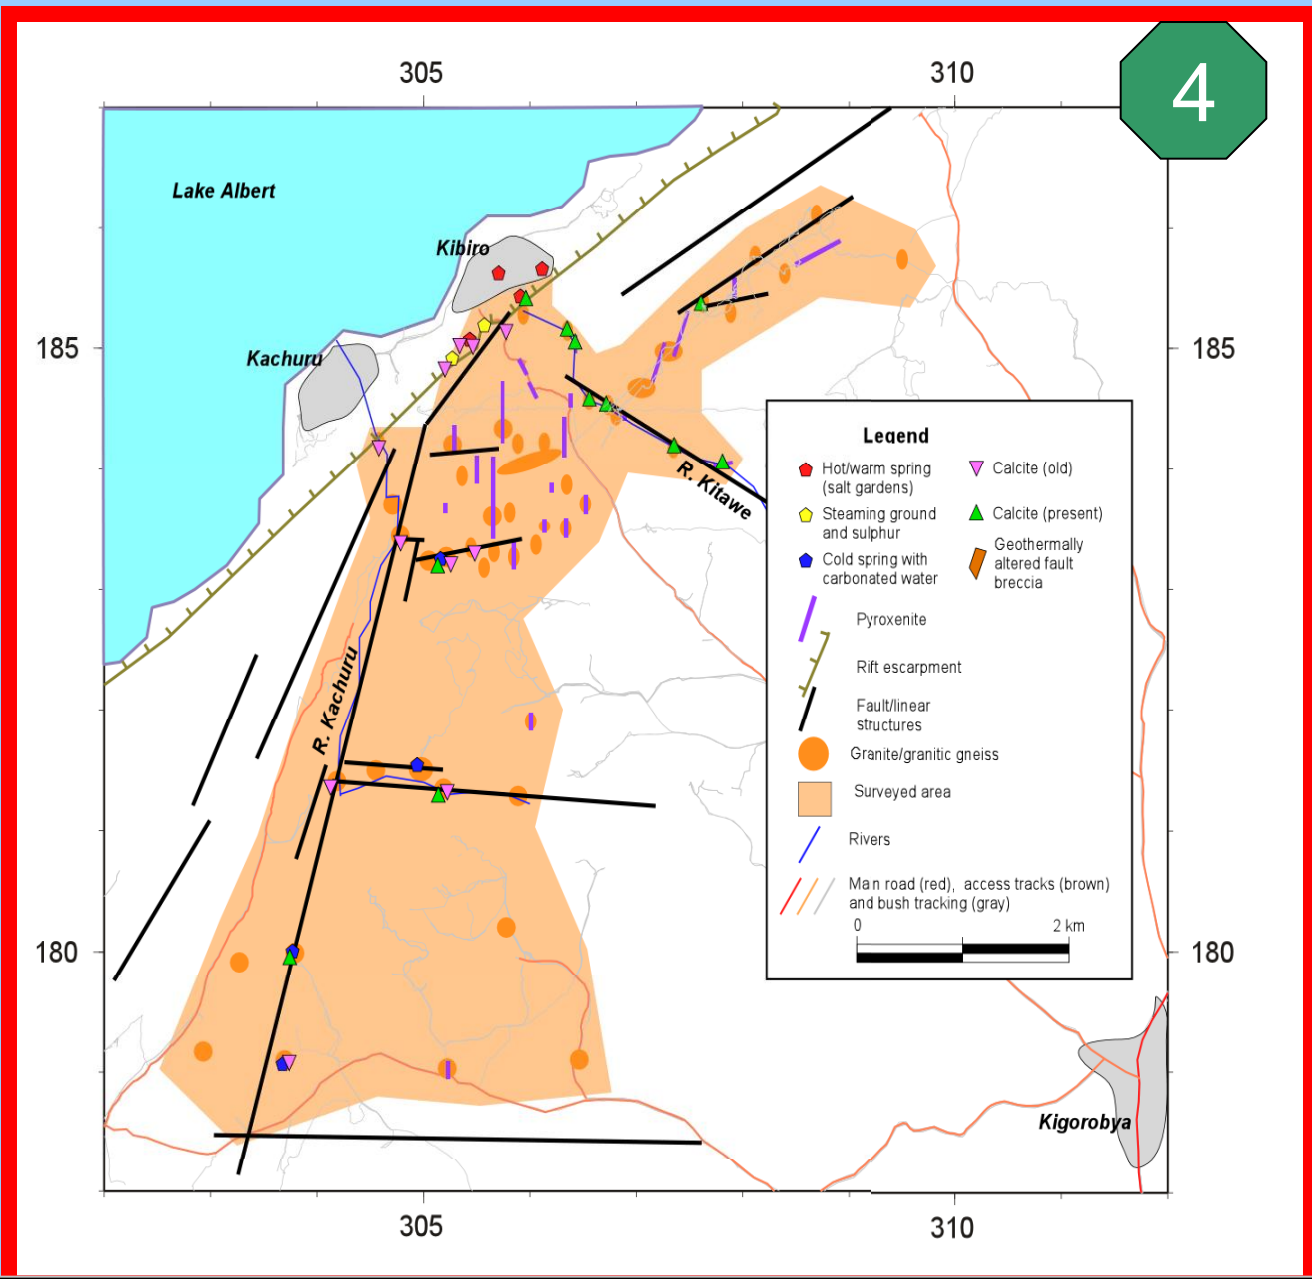 4
305
310
Lake Albert
Kibiro
185
185
Kachuru
Legend
Hot/warm spring
(salt gardens)
Calcite (old)
Steaming ground
and sulphur
Calcite (present)
Cold spring with
carbonated water
Geothermally
altered fault
breccia
Pyroxenite
Rift escarpment
Fault/linear
structures
Granite/granitic gneiss
Surveyed area
Rivers
Man road (red), access tracks (brown)
and bush tracking (gray)
0
2 km
R. Kitawe
R. Kachuru
180
180
Kigorobya
305
310